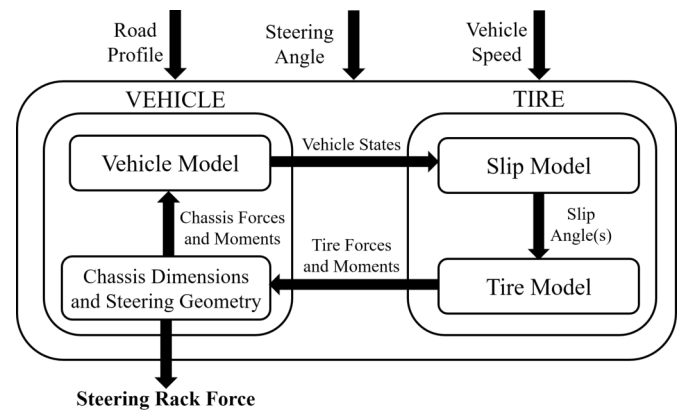 Road
Profile
Steering
Angle
Vehicle
Speed
VEHICLE
TIRE
Vehicle Model
Vehicle States
Slip Model
Chassis Forces
and Moments
Tire Forces
and Moments
Slip
Angle(s)
Chassis Dimensions
and Steering Geometry
Tire Model
Steering Rack Force